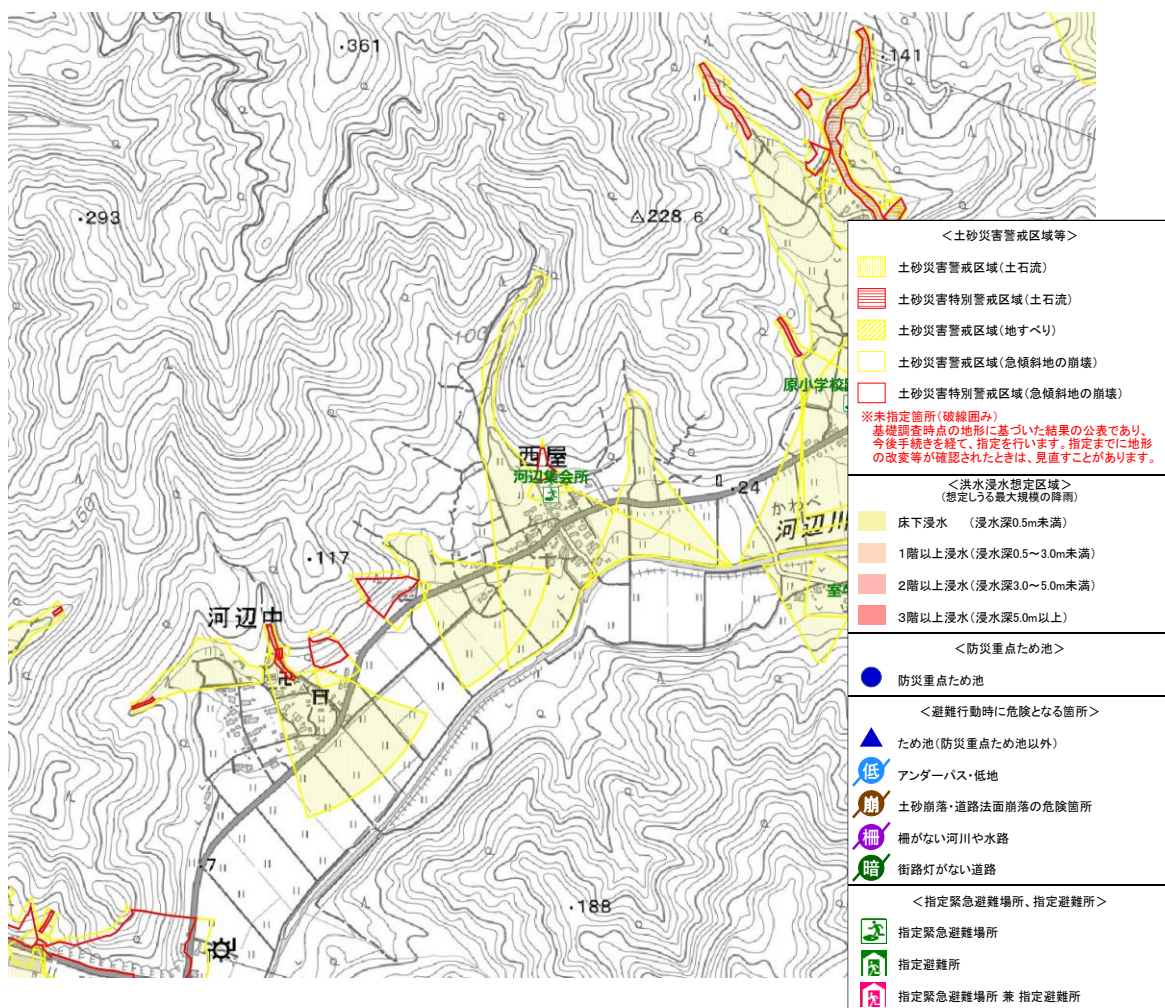 ・361
・141
・293
△228.6
100
原小学校
西屋
河辺集会所
・24
かわべ
河辺川
150
・117
河辺中
・7
・188
＜土砂災害警戒区域等＞
土砂災害警戒区域（土石流）
土砂災害特別警戒区域（土石流）
土砂災害警戒区域（地すべり）
土砂災害警戒区域（急傾斜地の崩壊）
土砂災害特別警戒区域（急傾斜地の崩壊）
※未指定箇所（破線囲み）
基礎調査時点の地形に基づいた結果の公表であり、
今後手続きを経て、指定を行います。指定までに地形
の改変等が確認されたときは、見直すことがあります。
＜洪水浸水想定区域＞
（想定しうる最大規模の降雨）
床下浸水　（浸水深0.5m未満）
1階以上浸水（浸水深0.5～3.0m未満）
2階以上浸水（浸水深3.0～5.0m未満）
3階以上浸水（浸水深5.0m以上）
＜防災重点ため池＞
防災重点ため池
＜避難行動時に危険となる箇所＞
ため池（防災重点ため池以外）
低 アンダーパス・低地
崩 土砂崩落・道路法面崩落の危険箇所
柵 柵がない河川や水路
暗 街路灯がない道路
＜指定緊急避難場所、指定避難所＞
指定緊急避難場所
指定避難所
指定緊急避難場所 兼 指定避難所